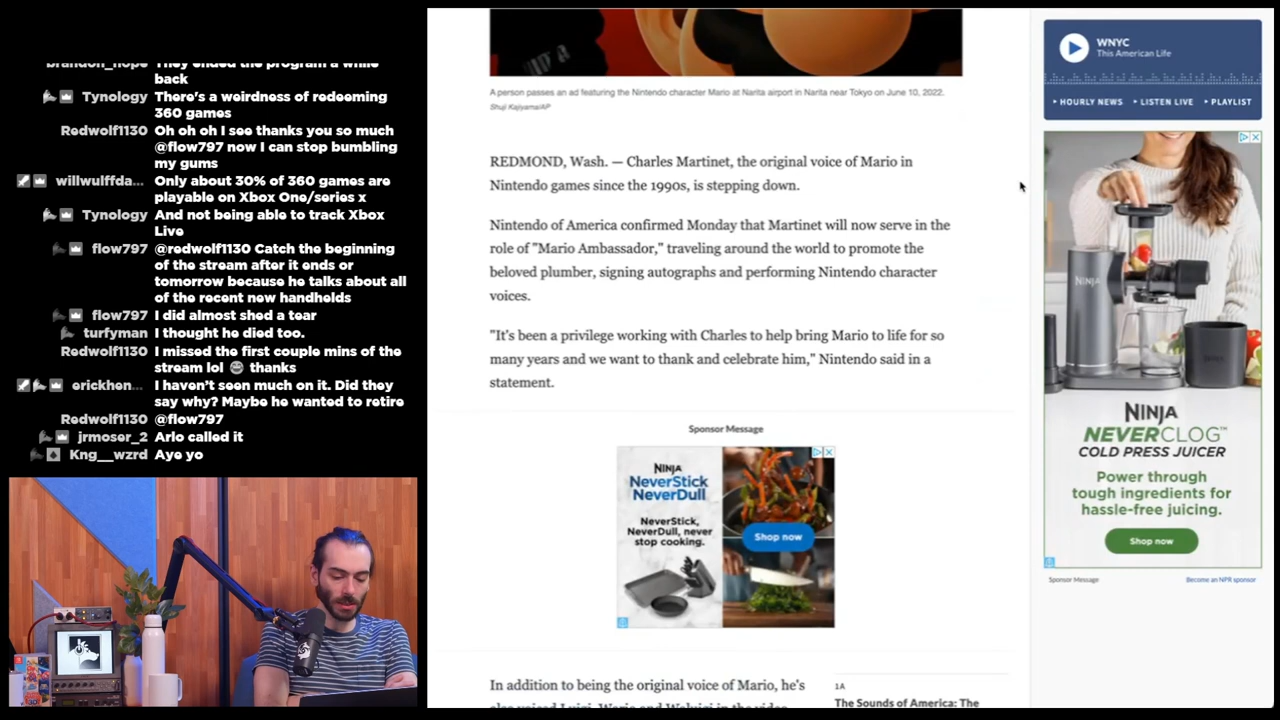 back
Tynology There's a weirdness of redeeming
360 games
Redwolf1130 Oh oh oh I see thanks you so much
@flow797 now I can stop bumbling
my gums
willwulffda... Only about 30% of 360 games are
playable on Xbox One/series x
Tynology And not being able to track Xbox
Live
flow797 @redwolf1130 Catch the beginning
of the stream after it ends or
tomorrow because he talks about all
of the recent new handhelds
flow797 I did almost shed a tear
turfyman I thought he died too.
Redwolf1130 I missed the first couple mins of the
stream lol 😂 thanks
erickhen... I haven't seen much on it. Did they
say why? Maybe he wanted to retire
Redwolf1130 @flow797
jrmoser_2 Arlo called it
Kng__wzrd Aye yo
A person passes an ad featuring the Nintendo character Mario at Narita airport in Narita near Tokyo on June 10, 2022.
Shuji Kajiyama/AP
REDMOND, Wash. — Charles Martinet, the original voice of Mario in
Nintendo games since the 1990s, is stepping down.
Nintendo of America confirmed Monday that Martinet will now serve in the
role of "Mario Ambassador," traveling around the world to promote the
beloved plumber, signing autographs and performing Nintendo character
voices.
"It's been a privilege working with Charles to help bring Mario to life for so
many years and we want to thank and celebrate him," Nintendo said in a
statement.
Sponsor Message
NINJA
NeverStick
NeverDull
NeverStick,
NeverDull, never
stop cooking.
Shop now
In addition to being the original voice of Mario, he's
1A
The Sounds of America: The
WNYC
This American Life
HOURLY NEWS LISTEN LIVE PLAYLIST
NINJA
NINJA
NEVERCLOG™
COLD PRESS JUICER
Power through
tough ingredients for
hassle-free juicing.
Shop now
Sponsor Message Become an NPR sponsor